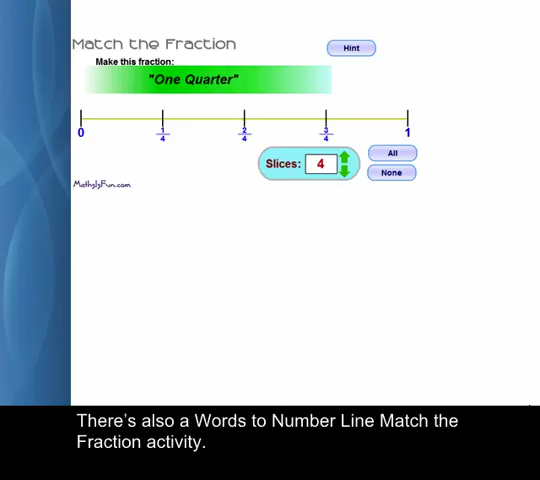 Match the Fraction
Hint
Make this fraction:
"One Quarter"
0 1/4 2/4 3/4 1
Slices: 4
All
None
MathsIsFun.com
There's also a Words to Number Line Match the
Fraction activity.